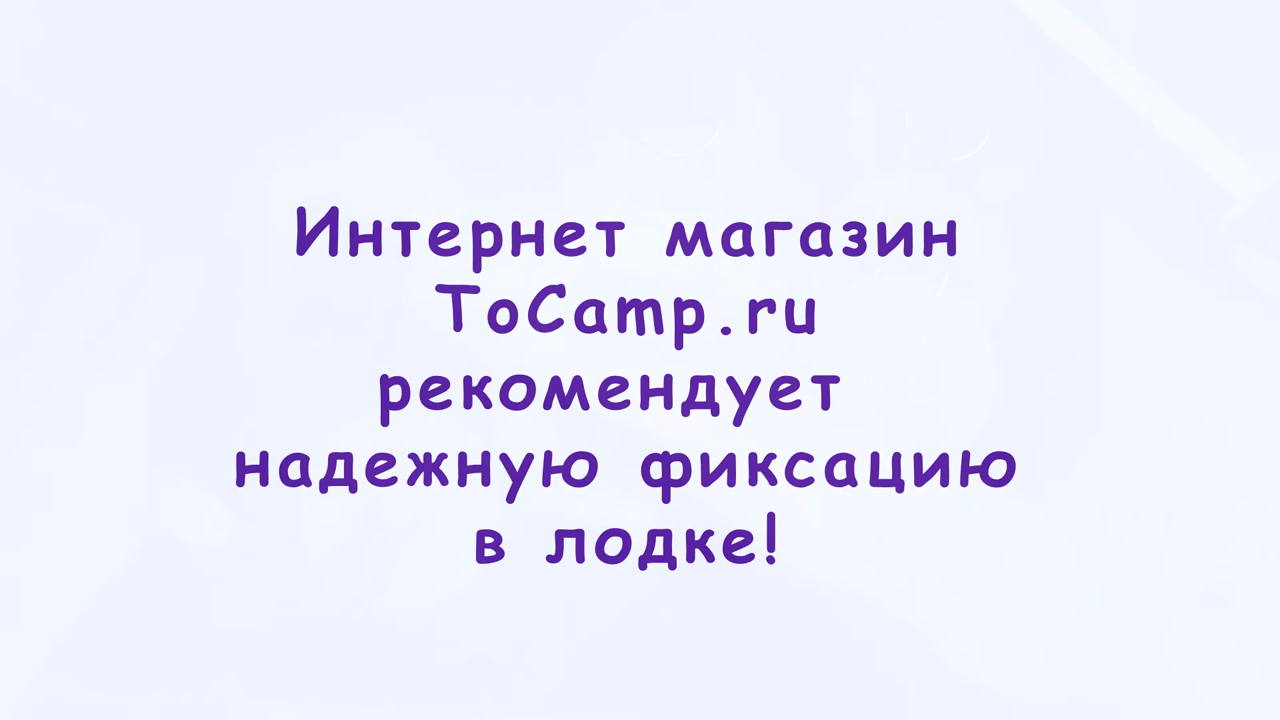 Интернет магазин
ToCamp.ru
рекомендует
надежную фиксацию
в лодке!